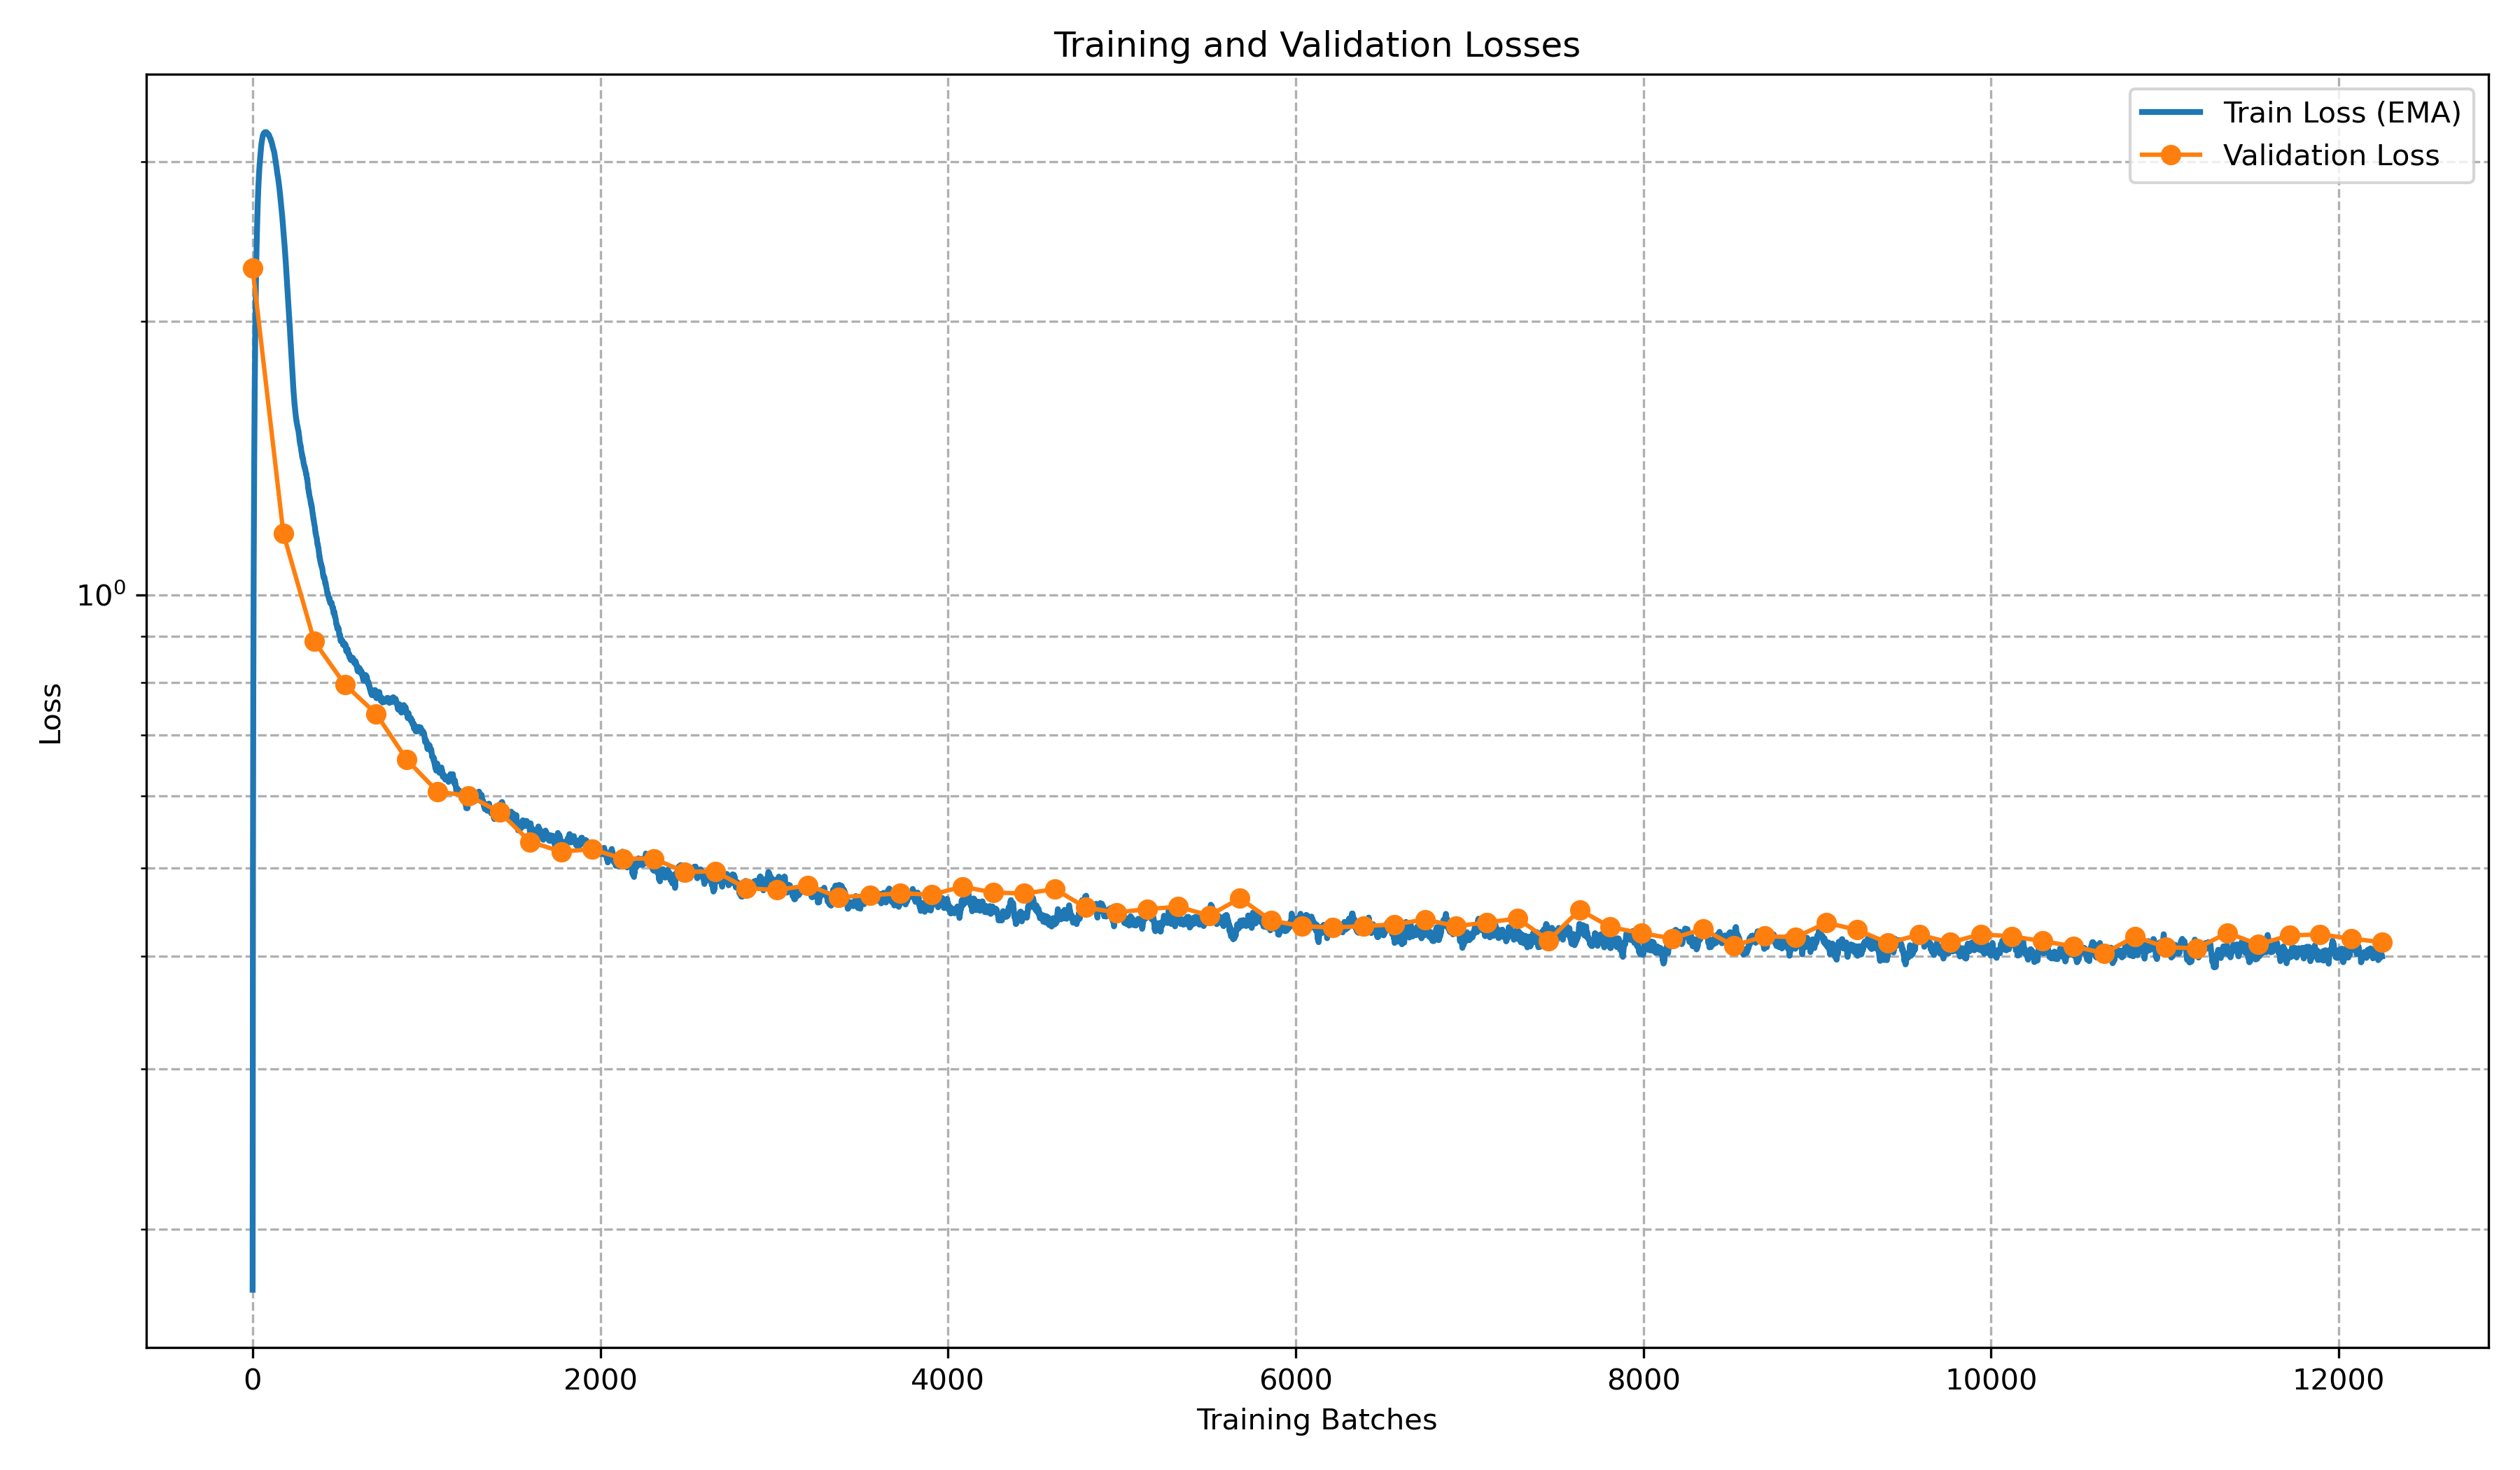 Training and Validation Losses
Train Loss (EMA)
Validation Loss
10⁰
Loss
0 2000 4000 6000 8000 10000 12000
Training Batches